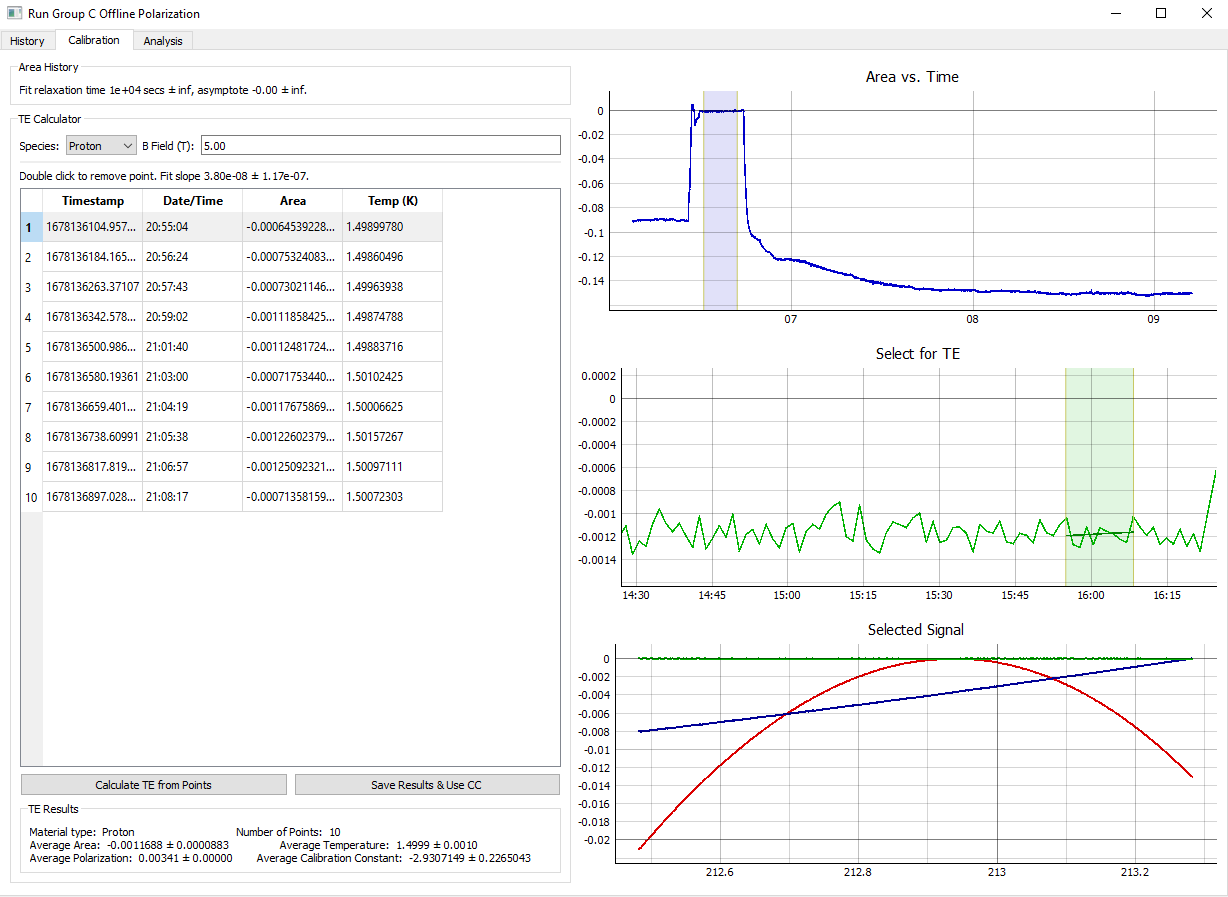 Run Group C Offline Polarization
History Calibration Analysis
Area History
Fit relaxation time 1e+04 secs ± inf, asymptote -0.00 ± inf.
TE Calculator
Species: Proton B Field (T): 5.00
Double click to remove point. Fit slope 3.80e-08 ± 1.17e-07.
Timestamp Date/Time Area Temp (K)
1 1678136104.957... 20:55:04 -0.00064539228... 1.49899780
2 1678136184.165... 20:56:24 -0.00075324083... 1.49860496
3 1678136263.37107 20:57:43 -0.00073021146... 1.49963938
4 1678136342.578... 20:59:02 -0.00111858425... 1.49874788
5 1678136500.986... 21:01:40 -0.00112481724... 1.49883716
6 1678136580.19361 21:03:00 -0.00071753440... 1.50102425
7 1678136659.401... 21:04:19 -0.00117675869... 1.50006625
8 1678136738.60991 21:05:38 -0.00122602379... 1.50157267
9 1678136817.819... 21:06:57 -0.00125092321... 1.50097111
10 1678136897.028... 21:08:17 -0.00071358159... 1.50072303
Calculate TE from Points Save Results & Use CC
TE Results
Material type: Proton Number of Points: 10
Average Area: -0.0011688 ± 0.0000883 Average Temperature: 1.4999 ± 0.0010
Average Polarization: 0.00341 ± 0.00000 Average Calibration Constant: -2.9307149 ± 0.2265043
Area vs. Time
0
-0.02
-0.04
-0.06
-0.08
-0.1
-0.12
-0.14
07 08 09
Select for TE
0.0002
0
-0.0002
-0.0004
-0.0006
-0.0008
-0.001
-0.0012
-0.0014
14:30 14:45 15:00 15:15 15:30 15:45 16:00 16:15
Selected Signal
0
-0.002
-0.004
-0.006
-0.008
-0.01
-0.012
-0.014
-0.016
-0.018
-0.02
212.6 212.8 213 213.2